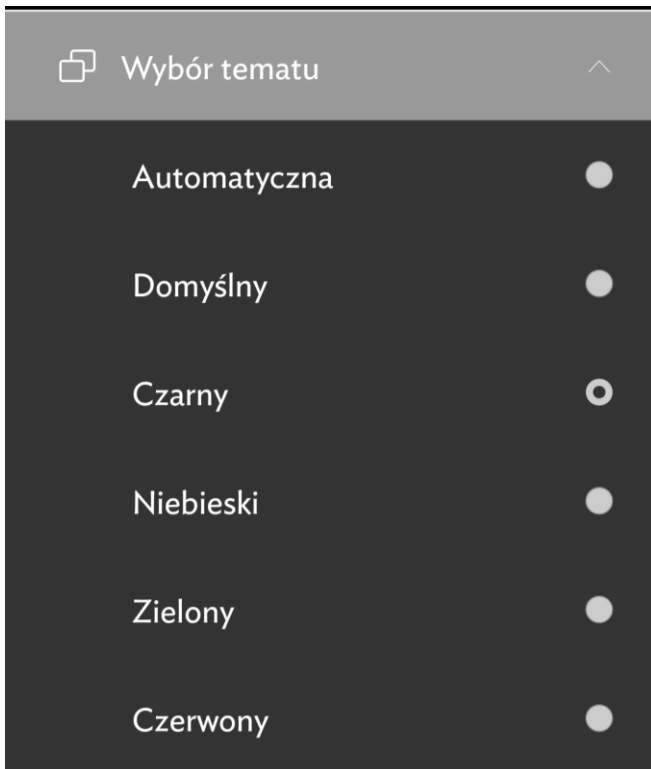 Wybór tematu
Automatyczna
Domyślny
Czarny
Niebieski
Zielony
Czerwony